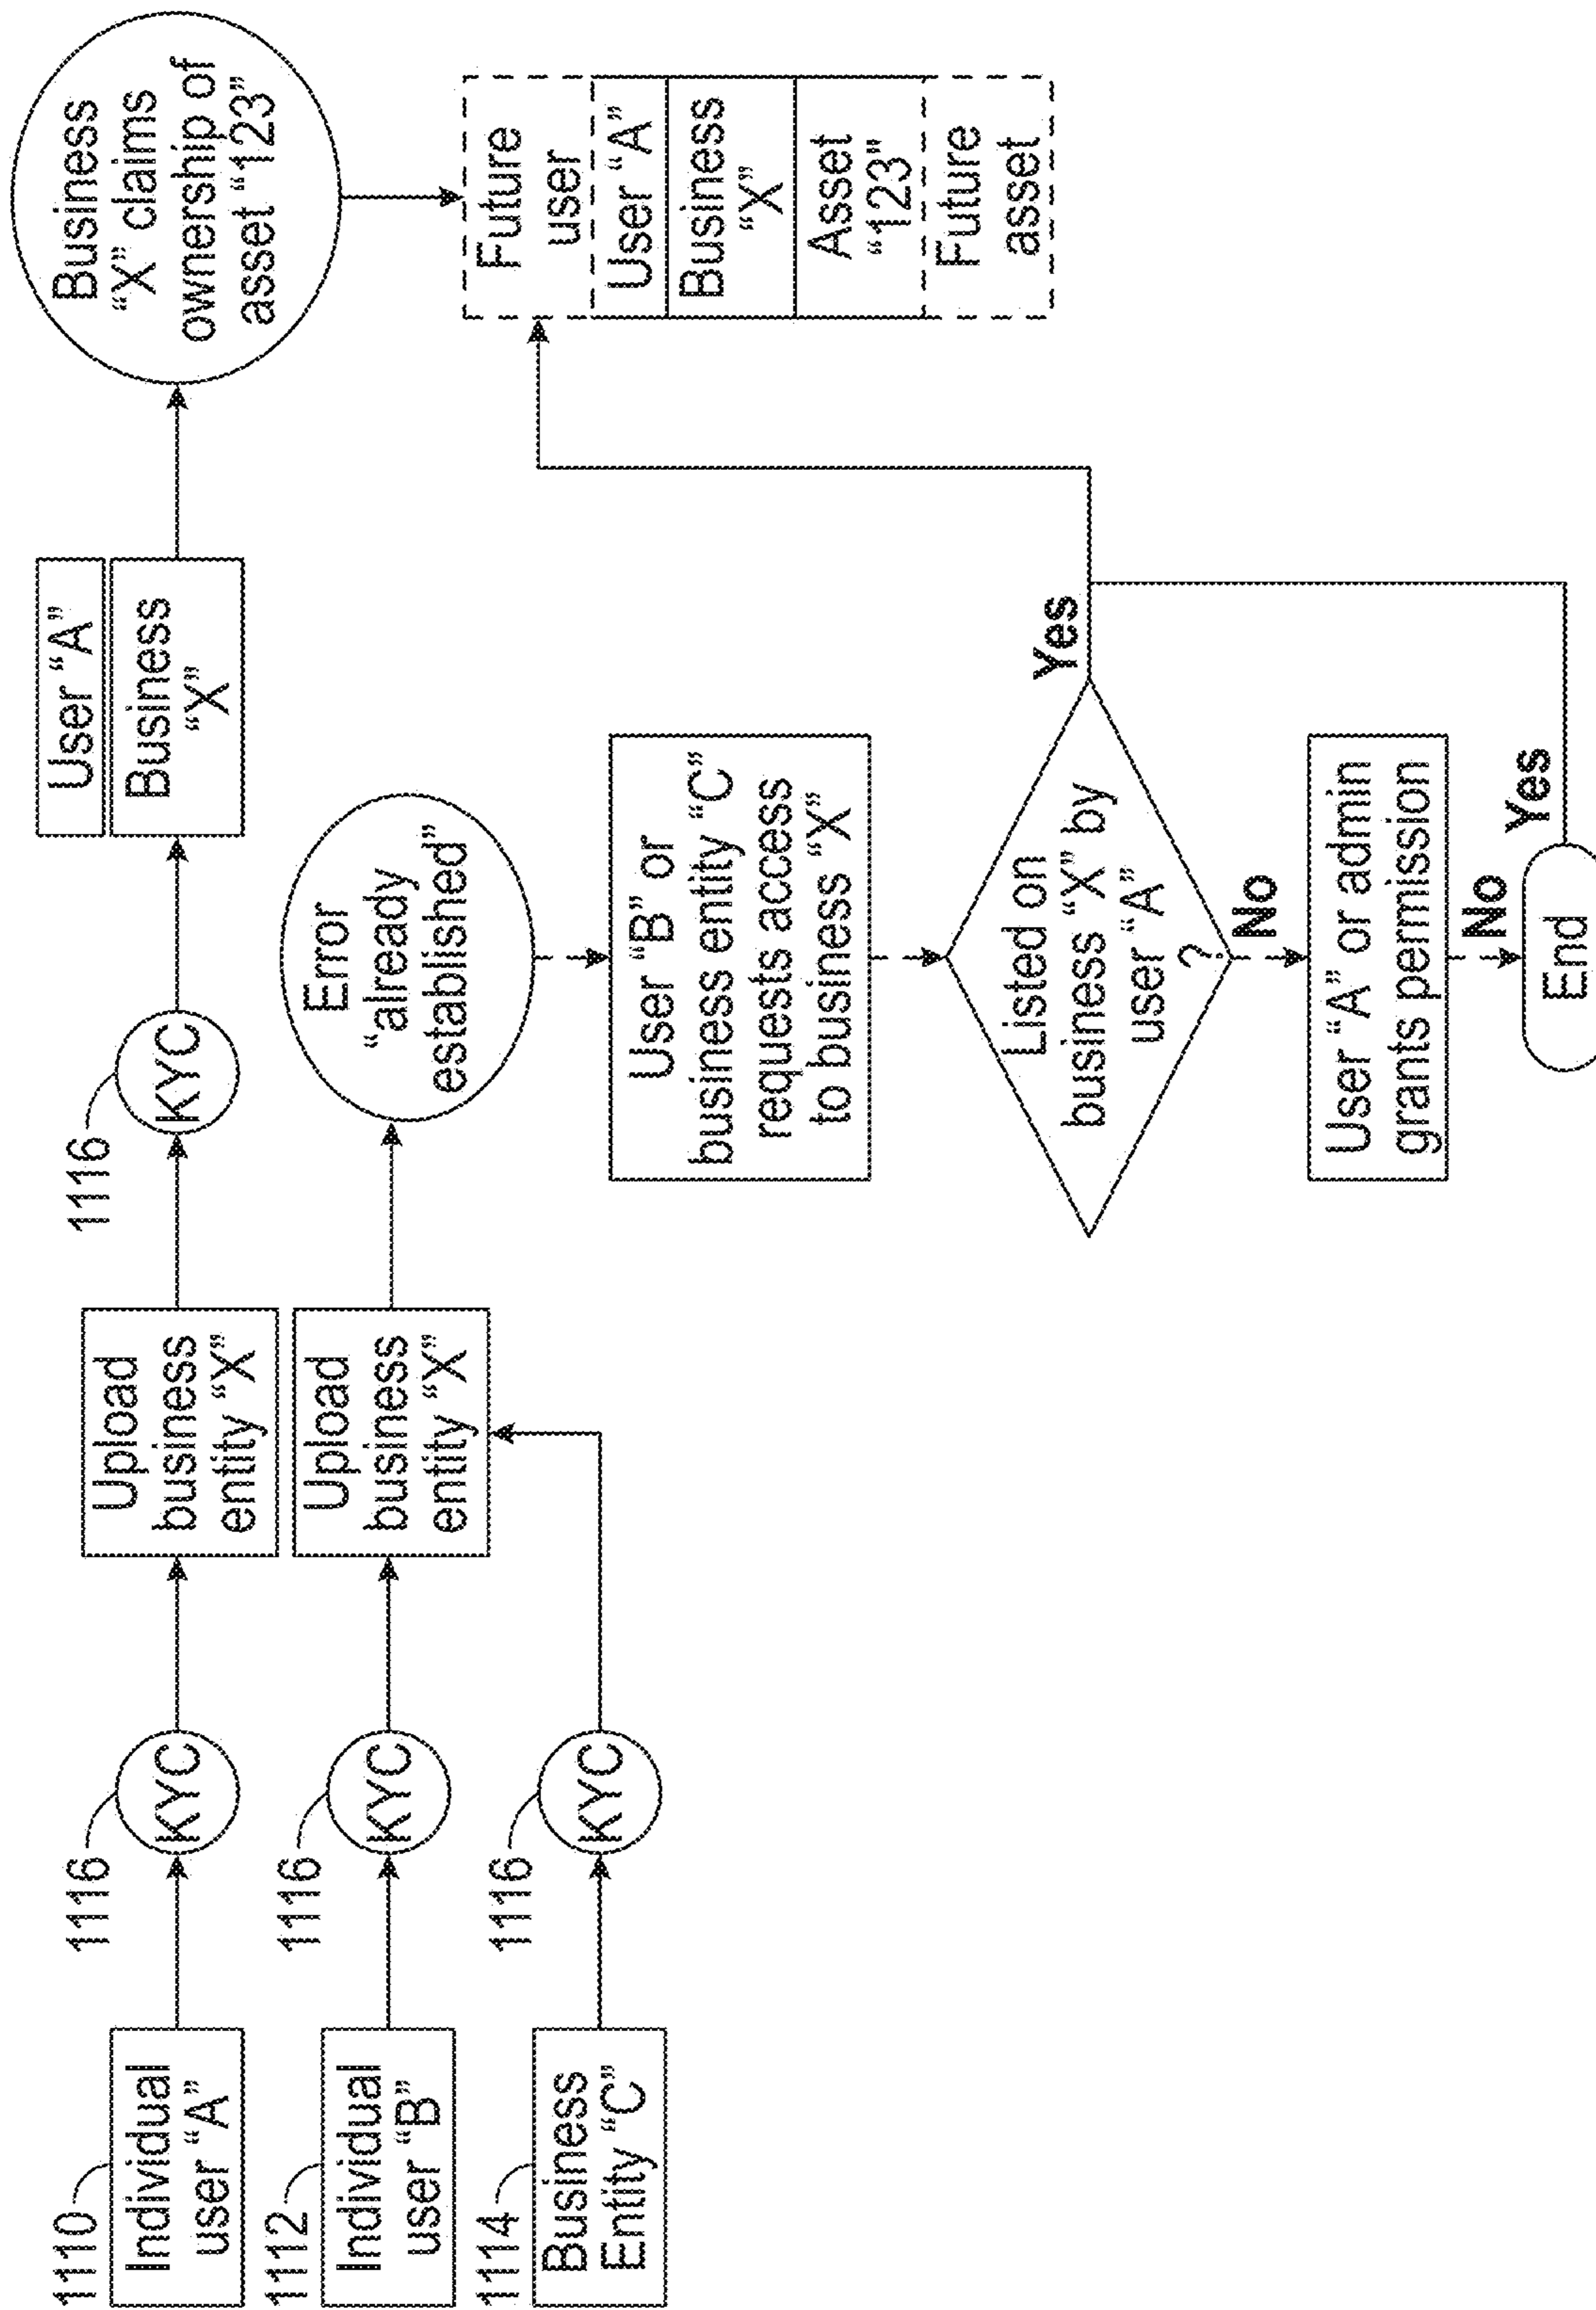 1110
Individual
user “A”
1116
KYC
Upload
business
entity “X”
1116
KYC
User “A”
Business
“X”
Business
“X” claims
ownership of
asset “123”
1112
Individual
user “B”
1116
KYC
Upload
business
entity “X”
Error
“already
established”
1114
Business
Entity “C”
1116
KYC
User “B” or
business entity “C”
requests access
to business “X”
Listed on
business “X” by
user “A”
?
Yes
No
User “A” or admin
grants permission
Yes
No
End
Future
user
User “A”
Business
“X”
Asset
“123”
Future
asset